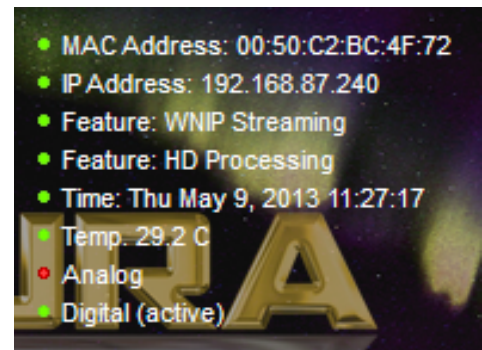 MAC Address: 00:50:C2:BC:4F:72
IP Address: 192.168.87.240
Feature: WNIP Streaming
Feature: HD Processing
Time: Thu May 9, 2013 11:27:17
Temp. 29.2 C
Analog
Digital (active)
URA